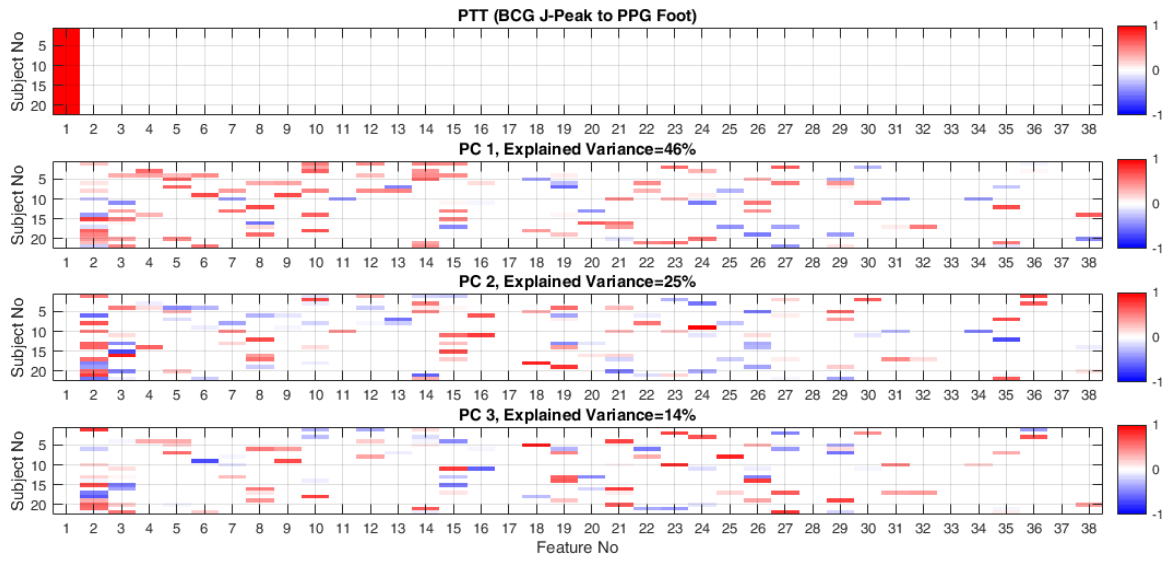 PTT (BCG J-Peak to PPG Foot)
Subject No
5
10
15
20
1 2 3 4 5 6 7 8 9 10 11 12 13 14 15 16 17 18 19 20 21 22 23 24 25 26 27 28 29 30 31 32 33 34 35 36 37 38
1
0
-1
PC 1, Explained Variance=46%
Subject No
5
10
15
20
1 2 3 4 5 6 7 8 9 10 11 12 13 14 15 16 17 18 19 20 21 22 23 24 25 26 27 28 29 30 31 32 33 34 35 36 37 38
1
0
-1
PC 2, Explained Variance=25%
Subject No
5
10
15
20
1 2 3 4 5 6 7 8 9 10 11 12 13 14 15 16 17 18 19 20 21 22 23 24 25 26 27 28 29 30 31 32 33 34 35 36 37 38
1
0
-1
PC 3, Explained Variance=14%
Subject No
5
10
15
20
1 2 3 4 5 6 7 8 9 10 11 12 13 14 15 16 17 18 19 20 21 22 23 24 25 26 27 28 29 30 31 32 33 34 35 36 37 38
1
0
-1
Feature No